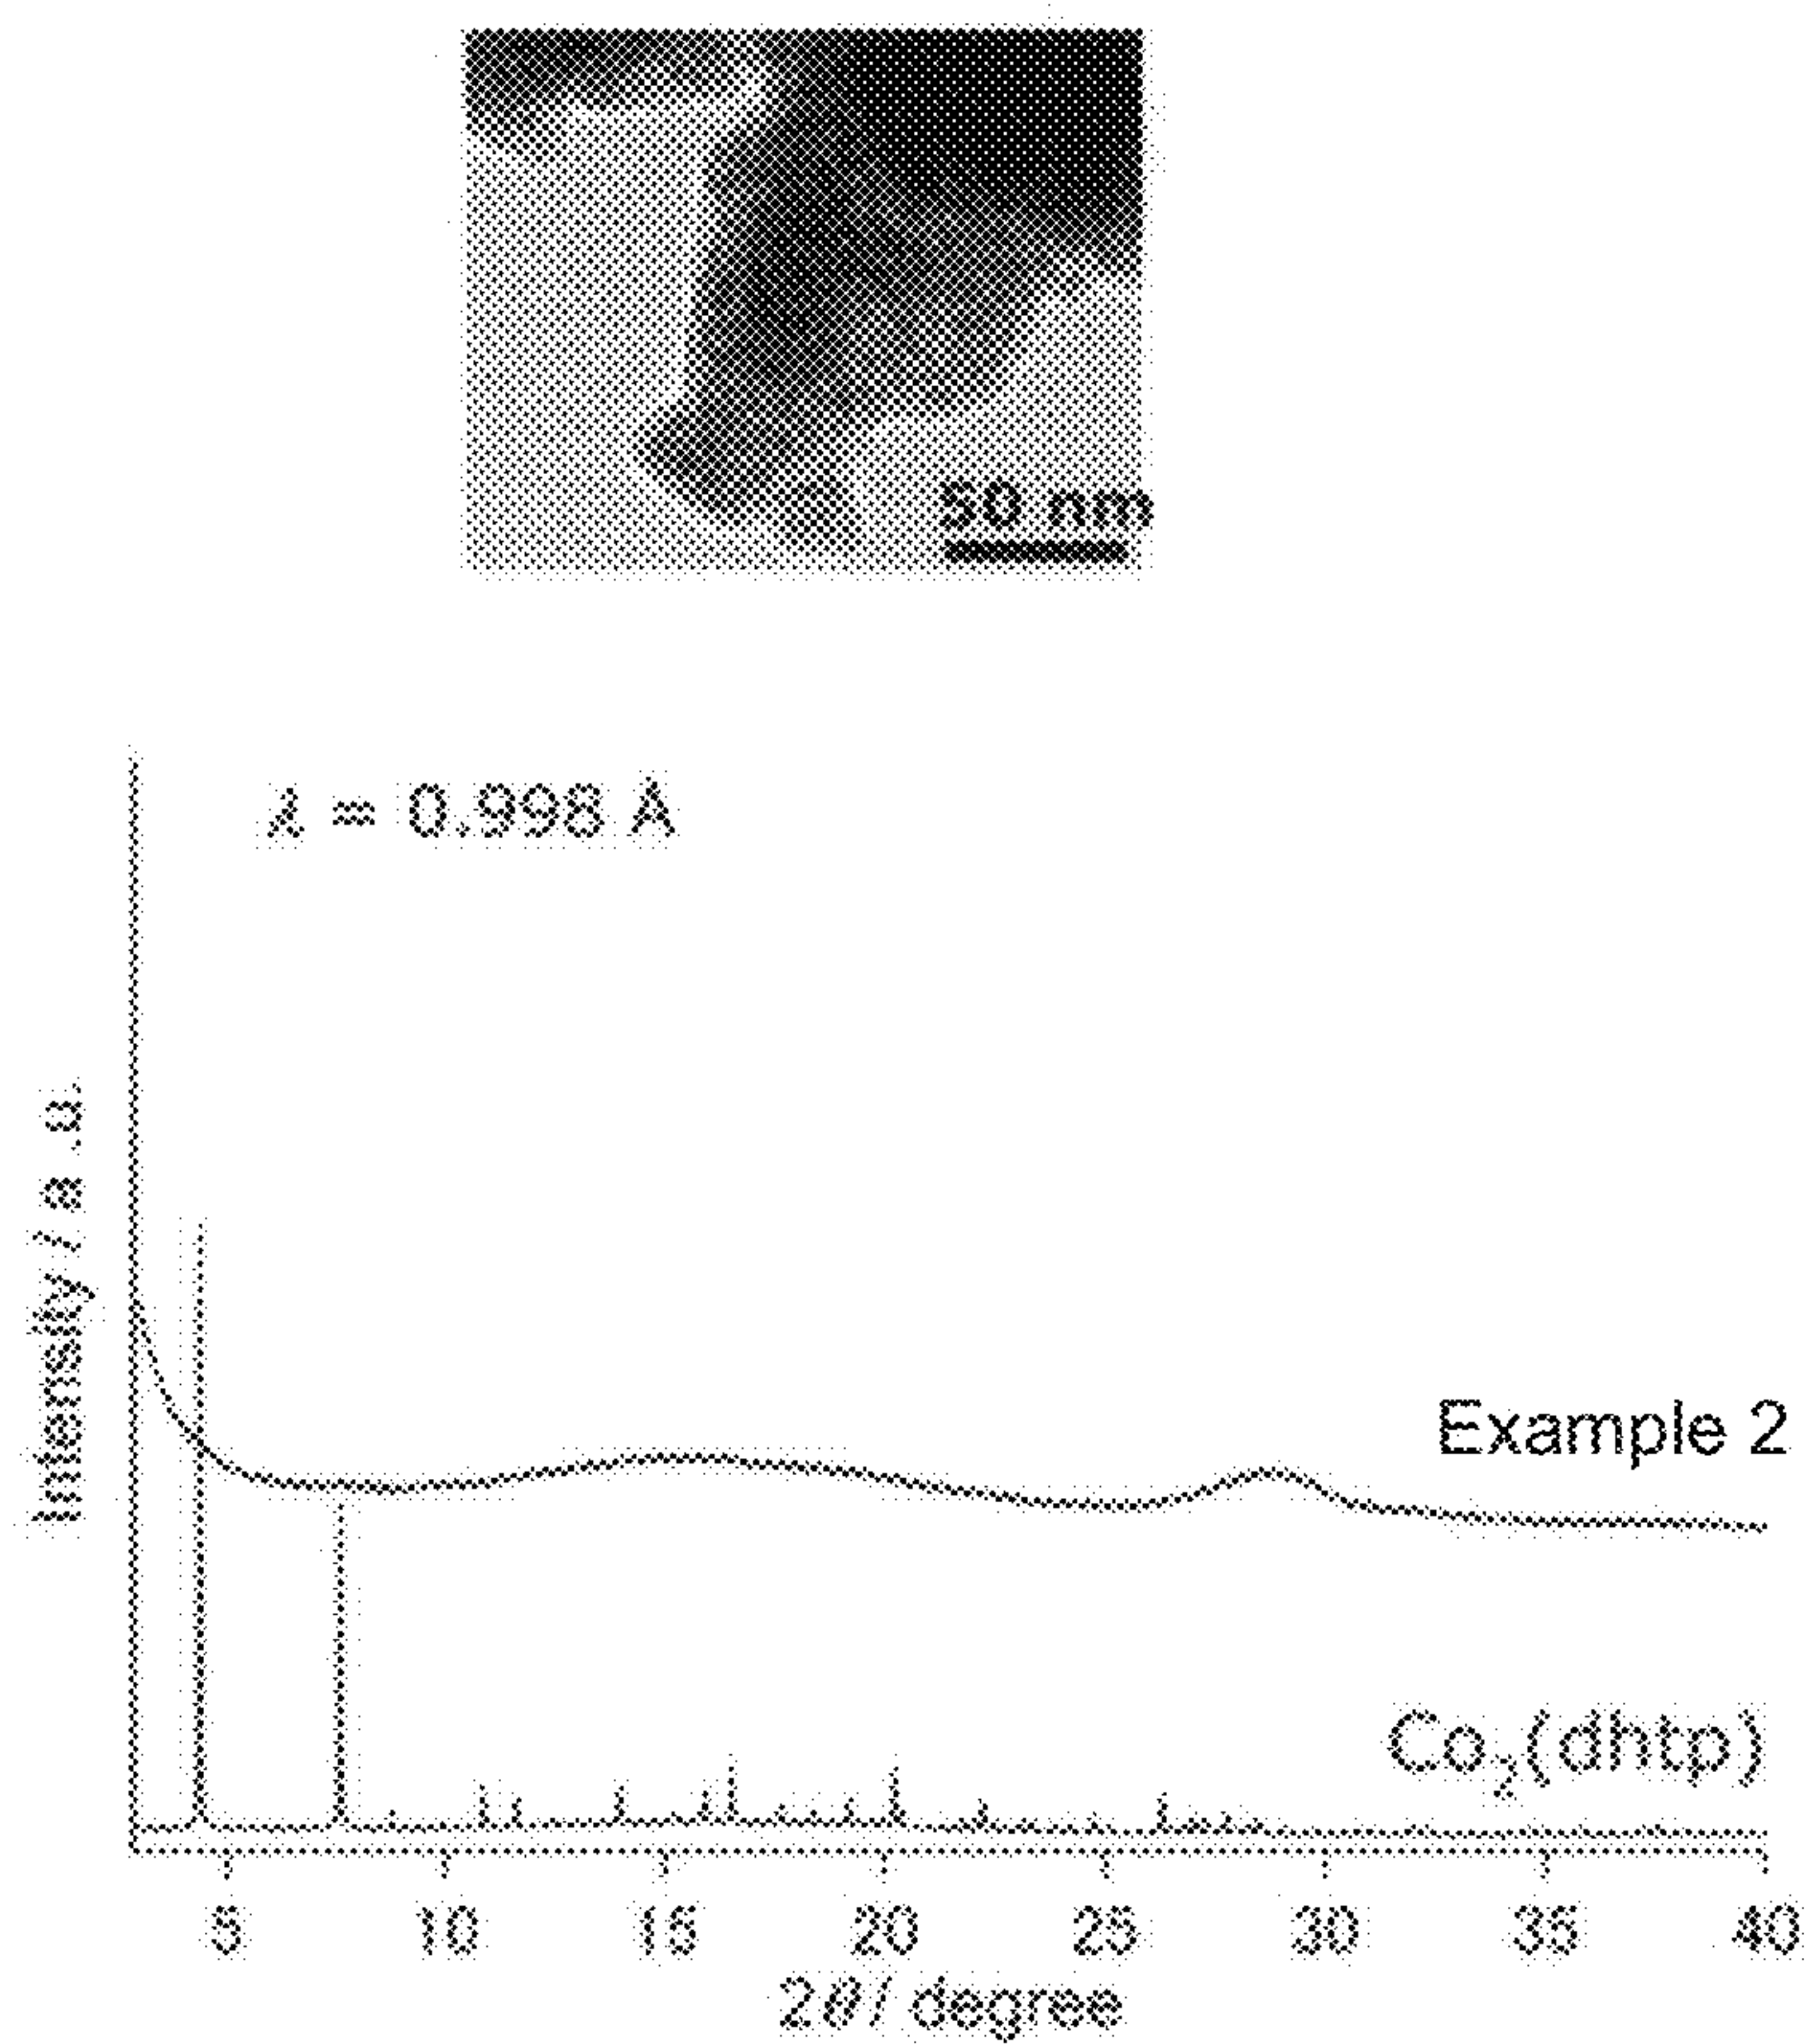 50 nm
λ = 0.998 Å
Intensity / a .u.
Example 2
Co₂(dhtp)
5 10 15 20 25 30 35 40
2θ / degree